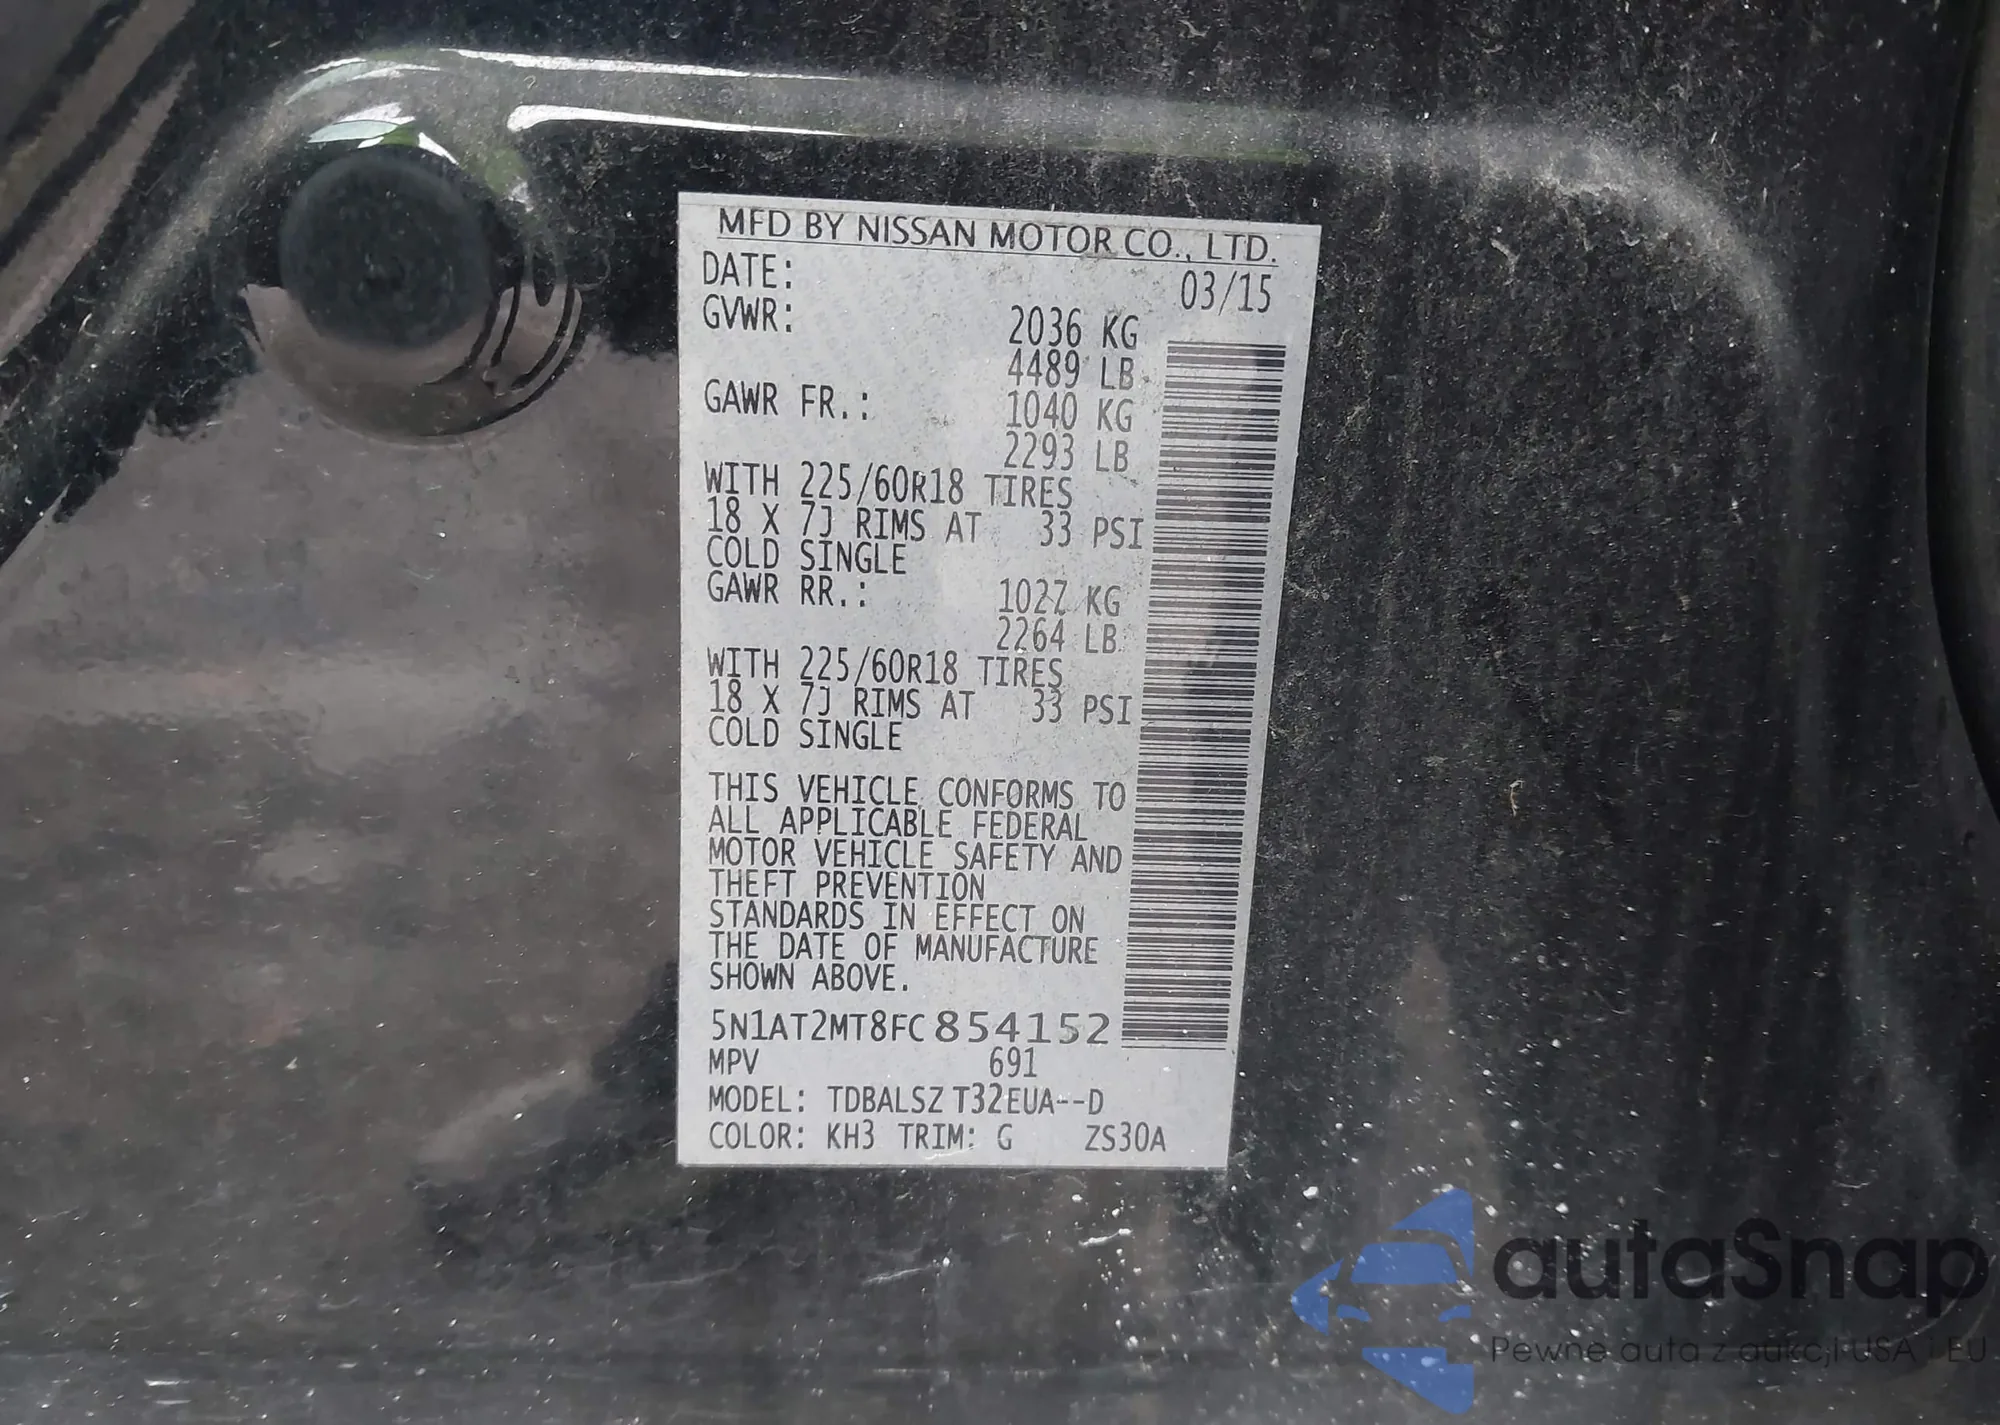 MFD BY NISSAN MOTOR CO., LTD.
DATE: 03/15
GVWR: 2036 KG
4489 LB
GAWR FR.: 1040 KG
2293 LB
WITH 225/60R18 TIRES
18 X 7J RIMS AT 33 PSI
COLD SINGLE
GAWR RR.: 1027 KG
2264 LB
WITH 225/60R18 TIRES
18 X 7J RIMS AT 33 PSI
COLD SINGLE
THIS VEHICLE CONFORMS TO
ALL APPLICABLE FEDERAL
MOTOR VEHICLE SAFETY AND
THEFT PREVENTION
STANDARDS IN EFFECT ON
THE DATE OF MANUFACTURE
SHOWN ABOVE.
5N1AT2MT8FC854152
MPV 691
MODEL: TDBALSZ T32EUA--D
COLOR: KH3 TRIM: G ZS30A
autaSnap
Pewne auta z aukcji USA i EU